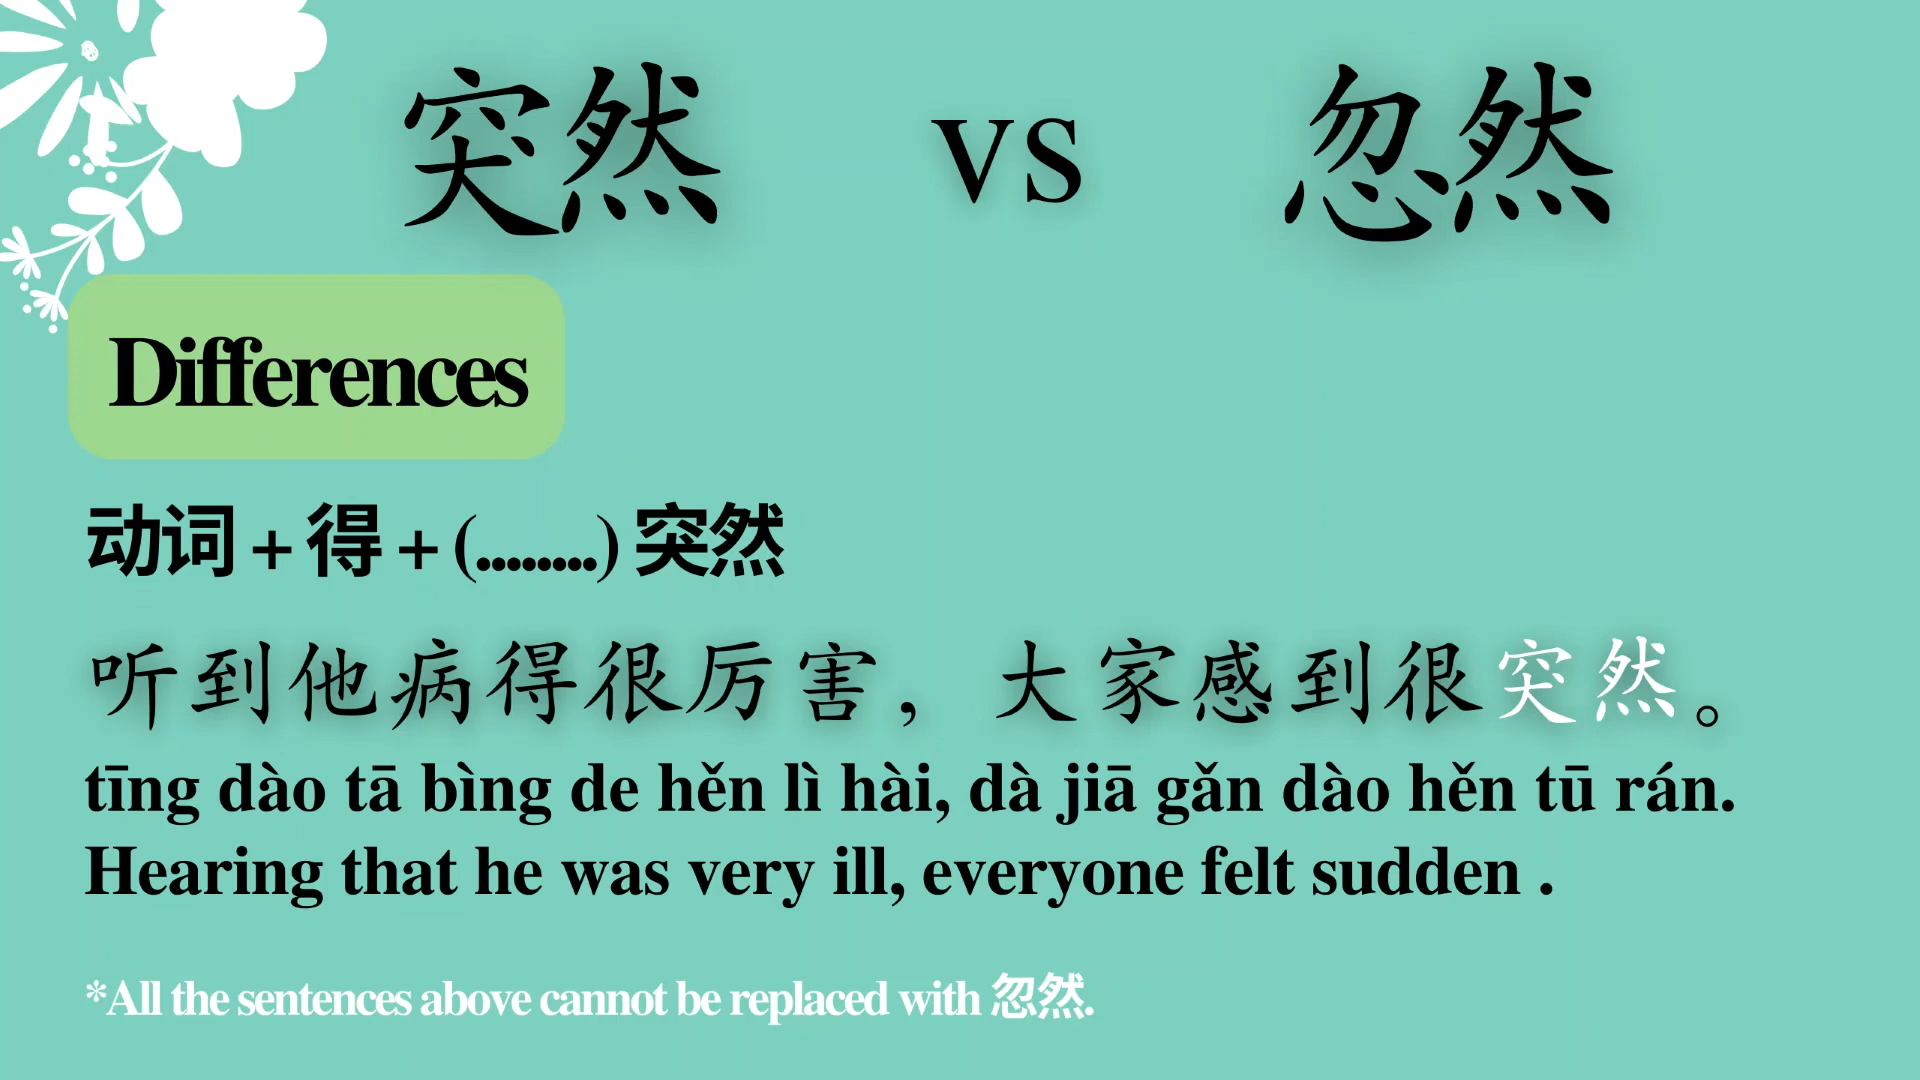 突然 vs 忽然
Differences
动词 + 得 + (........) 突然
听到他病得很厉害，大家感到很突然。
tīng dào tā bìng de hěn lì hài, dà jiā gǎn dào hěn tū rán.
Hearing that he was very ill, everyone felt sudden .
*All the sentences above cannot be replaced with 忽然.